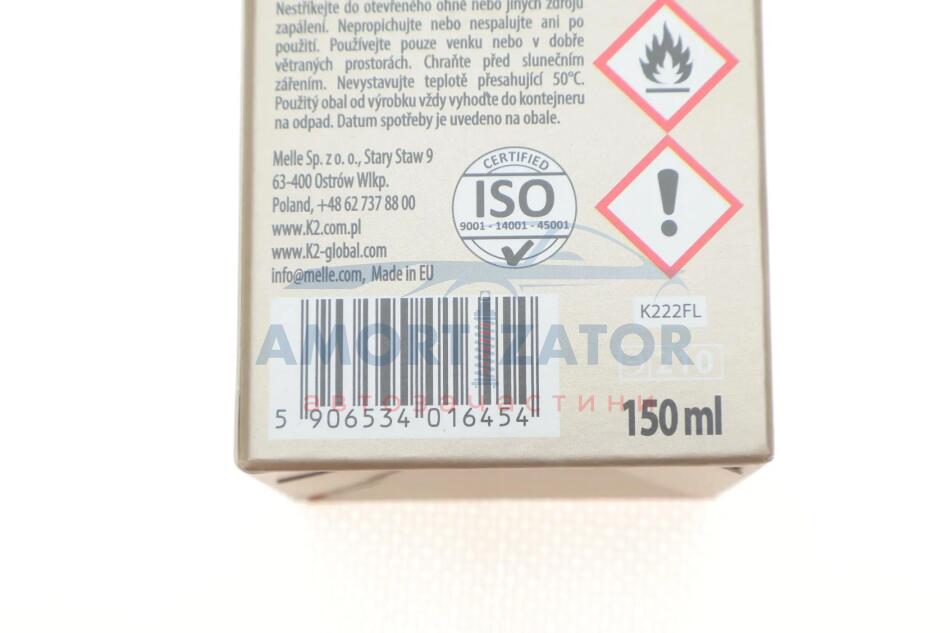 Nestříkejte do otevřeného ohně nebo jiných zdrojů
zapálení. Nepropichujte nebo nespalujte ani po
použití. Používejte pouze venku nebo v dobře
větraných prostorách. Chraňte před slunečním
zářením. Nevystavujte teplotě přesahující 50°C.
Použitý obal od výrobku vždy vyhoďte do kontejneru
na odpad. Datum spotřeby je uvedeno na obale.
Melle Sp. z o. o., Stary Staw 9
63-400 Ostrów Wlkp.
Poland, +48 62 737 88 00
www.K2.com.pl
www.K2-global.com
info@melle.com, Made in EU
CERTIFIED
ISO
9001 - 14001 - 45001
K222FL
AMORTIZATOR
автозапчастини
5 906534 016454
150 ml